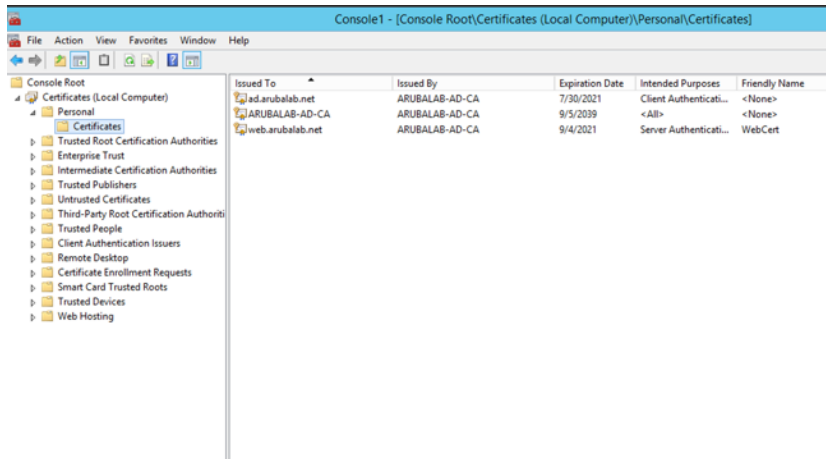 Console1 - [Console Root\Certificates (Local Computer)\Personal\Certificates]
File Action View Favorites Window Help
Console Root
Certificates (Local Computer)
Personal
Certificates
Trusted Root Certification Authorities
Enterprise Trust
Intermediate Certification Authorities
Trusted Publishers
Untrusted Certificates
Third-Party Root Certification Authoriti
Trusted People
Client Authentication Issuers
Remote Desktop
Certificate Enrollment Requests
Smart Card Trusted Roots
Trusted Devices
Web Hosting
Issued To Issued By Expiration Date Intended Purposes Friendly Name
ad.arubalab.net ARUBALAB-AD-CA 7/30/2021 Client Authenticati... <None>
ARUBALAB-AD-CA ARUBALAB-AD-CA 9/5/2039 <All> <None>
web.arubalab.net ARUBALAB-AD-CA 9/4/2021 Server Authenticati... WebCert